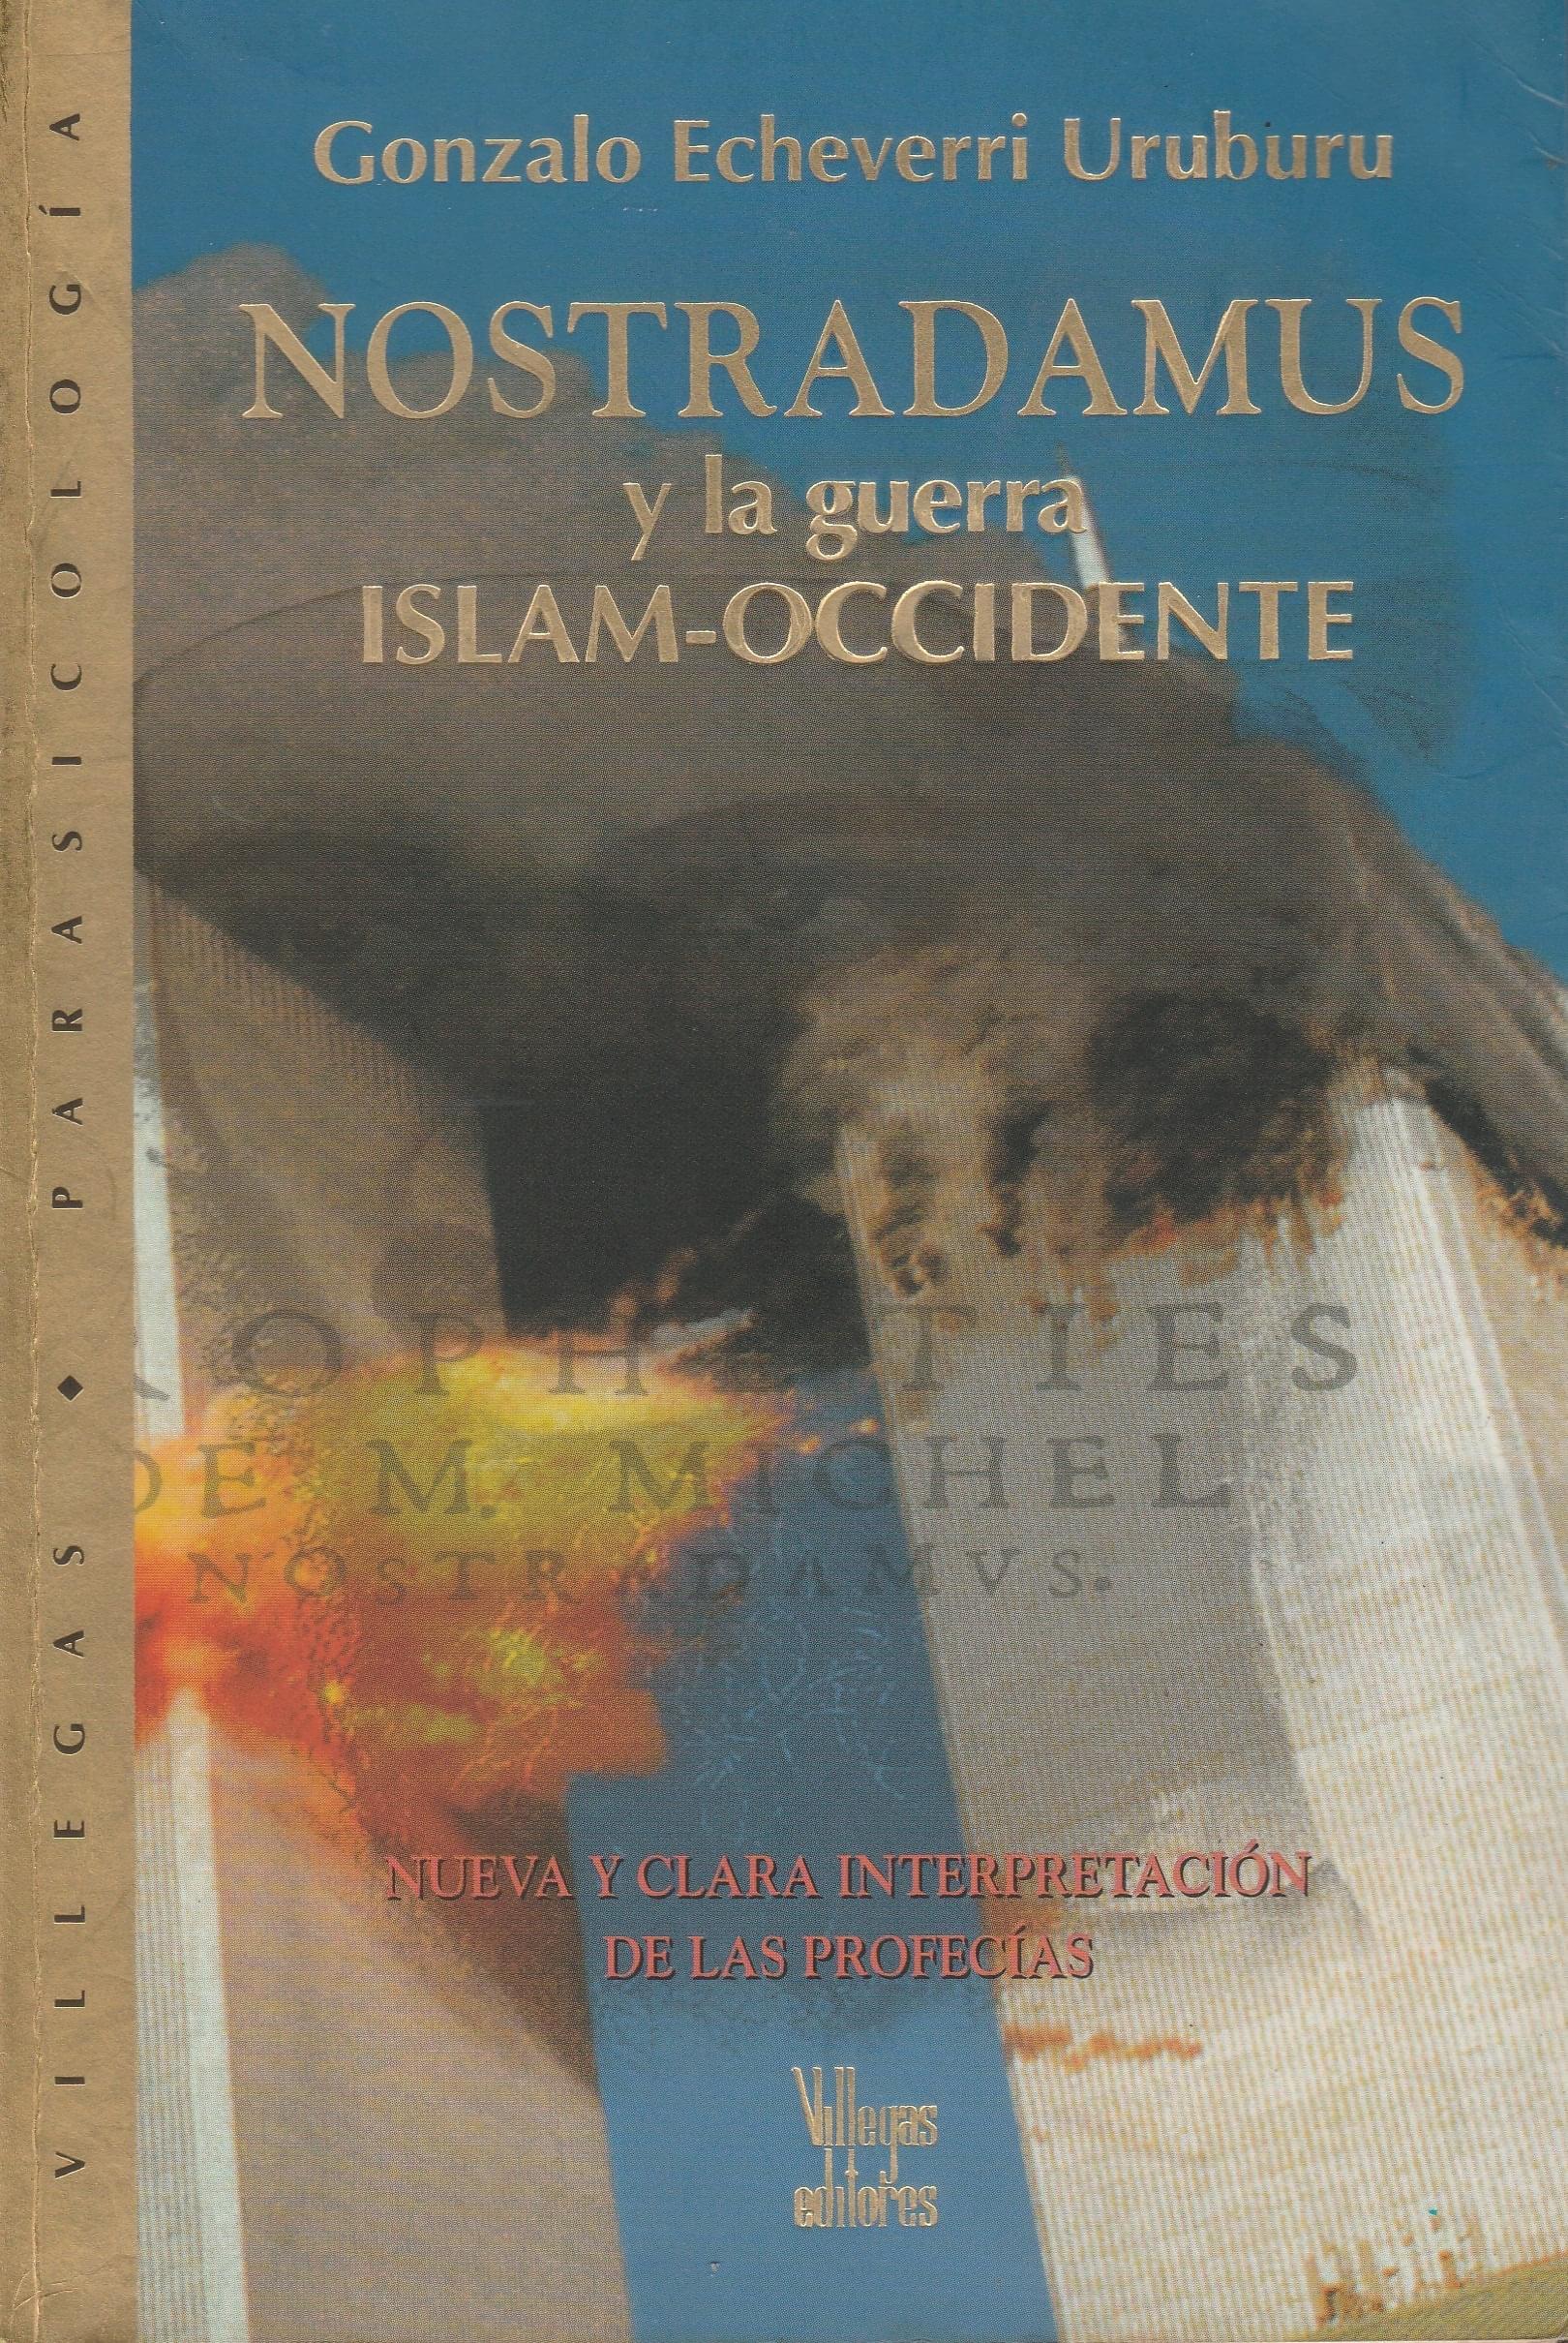 Gonzalo Echeverri Uruburu
NOSTRADAMUS
y la guerra
ISLAM-OCCIDENTE
VILLEGAS ◆ PARASICOLOGÍA
ROPHETIES
DE M. MICHEL
NOSTRADAMVS.
NUEVA Y CLARA INTERPRETACIÓN
DE LAS PROFECÍAS
Villegas
editores